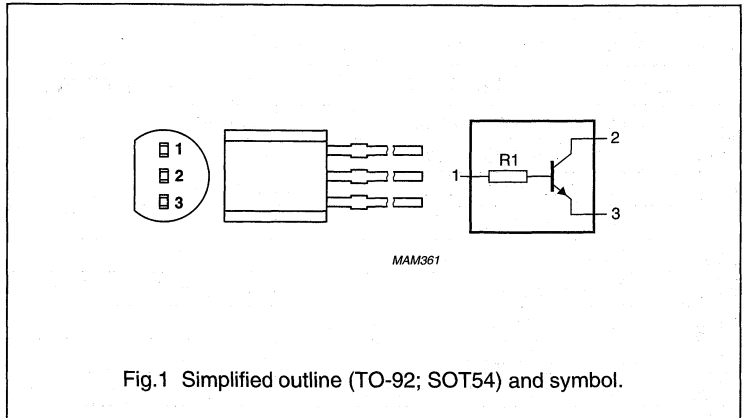 1
2
3
1
R1
2
3
MAM361
Fig.1 Simplified outline (TO-92; SOT54) and symbol.